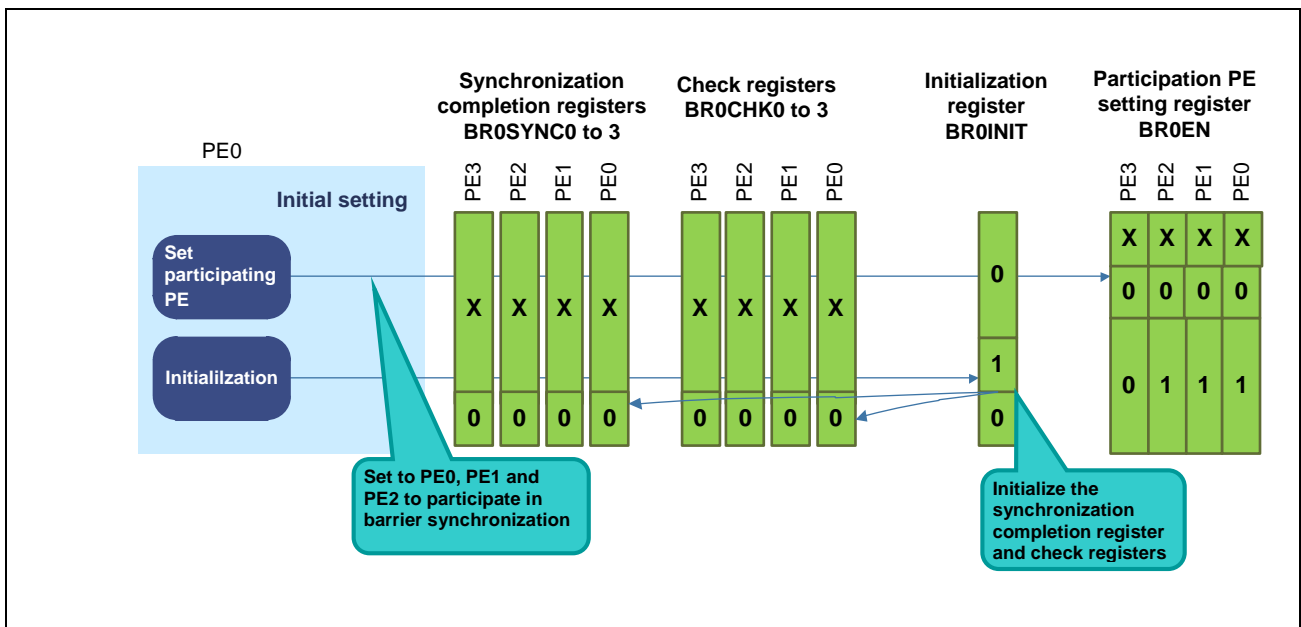 Synchronization
completion registers
BR0SYNC0 to 3
Check registers
BR0CHK0 to 3
Initialization
register
BR0INIT
Participation PE
setting register
BR0EN
PE0
PE3 PE2 PE1 PE0
PE3 PE2 PE1 PE0
PE3 PE2 PE1 PE0
Initial setting
Set
participating
PE
Initialilzation
X X X X
X X X X
0
1
0
X X X X
0 0 0 0
0 1 1 1
0 0 0 0
0 0 0 0
Set to PE0, PE1 and
PE2 to participate in
barrier synchronization
Initialize the
synchronization
completion register
and check registers